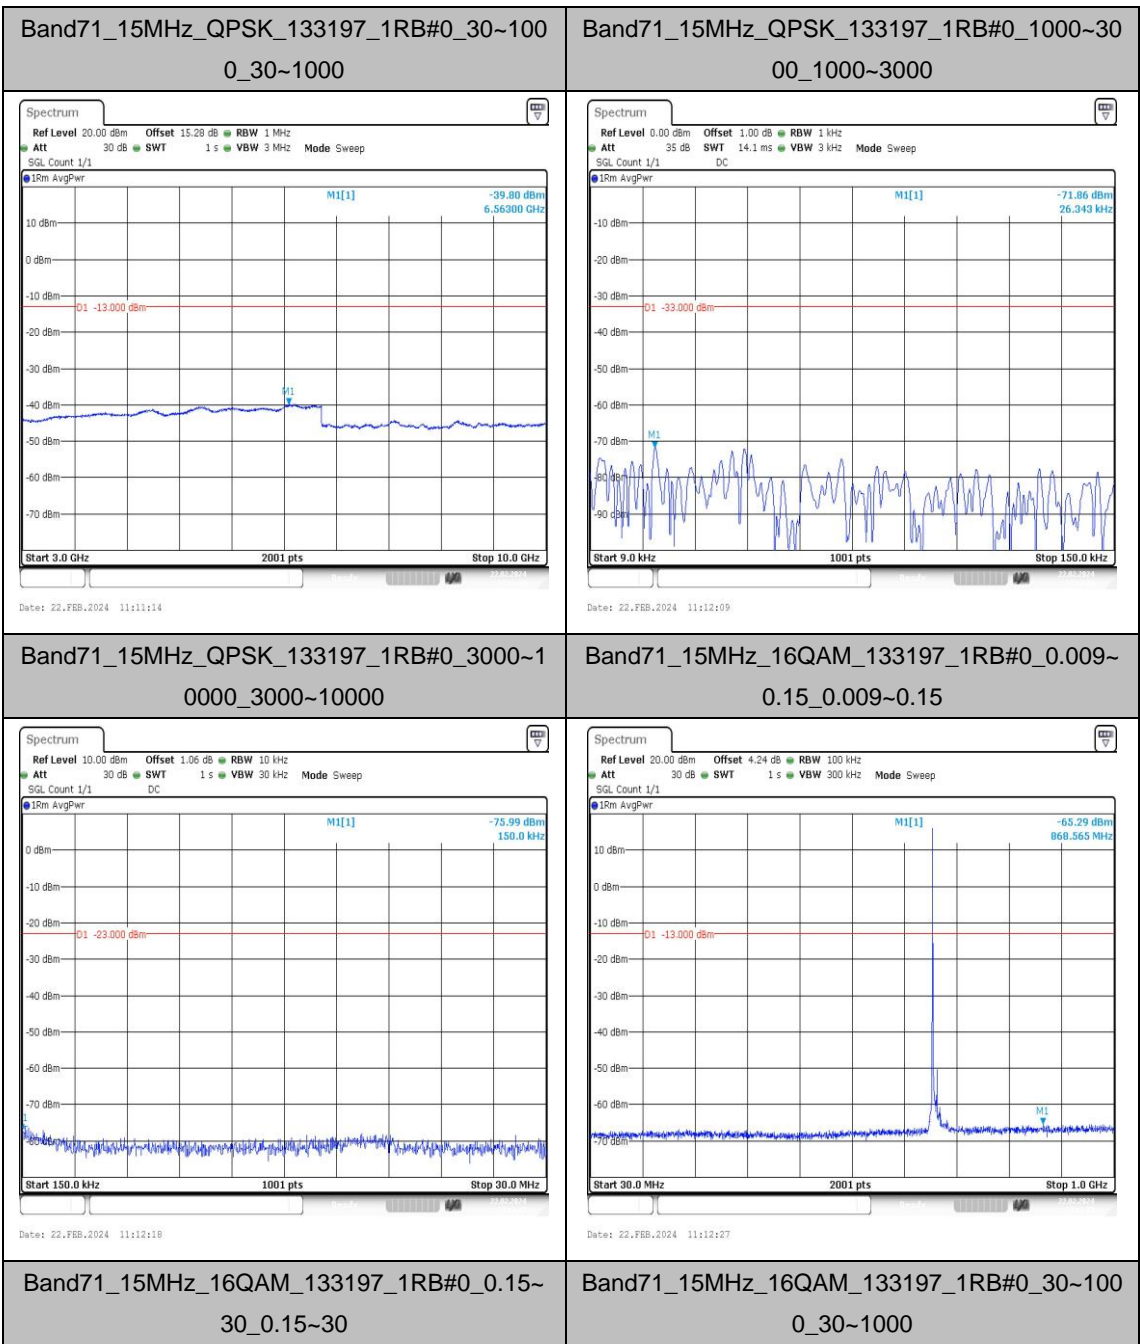 Band71_15MHz_QPSK_133197_1RB#0_30~100
0_30~1000
Band71_15MHz_QPSK_133197_1RB#0_1000~30
00_1000~3000
Spectrum
Ref Level 20.00 dBm Offset 15.28 dB RBW 1 MHz
Att 30 dB SWT 1 s VBW 3 MHz Mode Sweep
SGL Count 1/1
1Rm AvgPwr
M1[1] -39.80 dBm
6.56300 GHz
10 dBm
0 dBm
-10 dBm
D1 -13.000 dBm
-20 dBm
-30 dBm
M1
-40 dBm
-50 dBm
-60 dBm
-70 dBm
Start 3.0 GHz 2001 pts Stop 10.0 GHz
Date: 22.FEB.2024 11:11:14
Spectrum
Ref Level 0.00 dBm Offset 1.00 dB RBW 1 kHz
Att 35 dB SWT 14.1 ms VBW 3 kHz Mode Sweep
SGL Count 1/1 DC
1Rm AvgPwr
M1[1] -71.86 dBm
26.343 kHz
-10 dBm
-20 dBm
-30 dBm
D1 -33.000 dBm
-40 dBm
-50 dBm
-60 dBm
-70 dBm
M1
-80 dBm
-90 dBm
Start 9.0 kHz 1001 pts Stop 150.0 kHz
Date: 22.FEB.2024 11:12:09
Band71_15MHz_QPSK_133197_1RB#0_3000~1
0000_3000~10000
Band71_15MHz_16QAM_133197_1RB#0_0.009~
0.15_0.009~0.15
Spectrum
Ref Level 10.00 dBm Offset 1.06 dB RBW 10 kHz
Att 30 dB SWT 1 s VBW 30 kHz Mode Sweep
SGL Count 1/1 DC
1Rm AvgPwr
M1[1] -75.99 dBm
150.0 kHz
0 dBm
-10 dBm
-20 dBm
D1 -23.000 dBm
-30 dBm
-40 dBm
-50 dBm
-60 dBm
-70 dBm
-80 dBm
Start 150.0 kHz 1001 pts Stop 30.0 MHz
Date: 22.FEB.2024 11:12:18
Spectrum
Ref Level 20.00 dBm Offset 4.24 dB RBW 100 kHz
Att 30 dB SWT 1 s VBW 300 kHz Mode Sweep
SGL Count 1/1
1Rm AvgPwr
M1[1] -65.29 dBm
868.565 MHz
10 dBm
0 dBm
-10 dBm
D1 -13.000 dBm
-20 dBm
-30 dBm
-40 dBm
-50 dBm
-60 dBm
M1
-70 dBm
Start 30.0 MHz 2001 pts Stop 1.0 GHz
Date: 22.FEB.2024 11:12:27
Band71_15MHz_16QAM_133197_1RB#0_0.15~
30_0.15~30
Band71_15MHz_16QAM_133197_1RB#0_30~100
0_30~1000